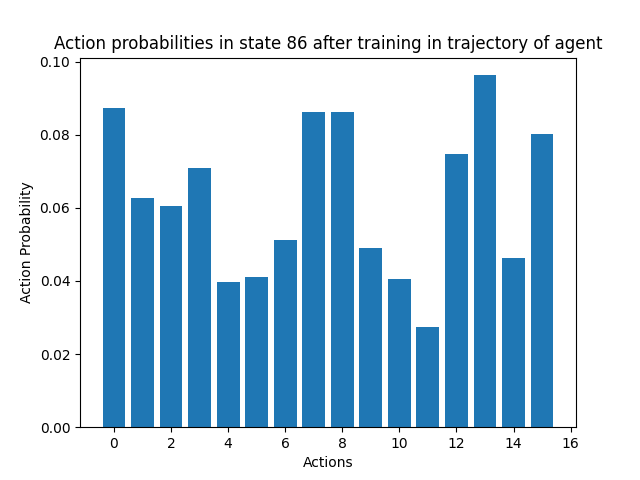 Action probabilities in state 86 after training in trajectory of agent
0.10
0.08
0.06
0.04
0.02
0.00
Action Probability
0 2 4 6 8 10 12 14 16
Actions